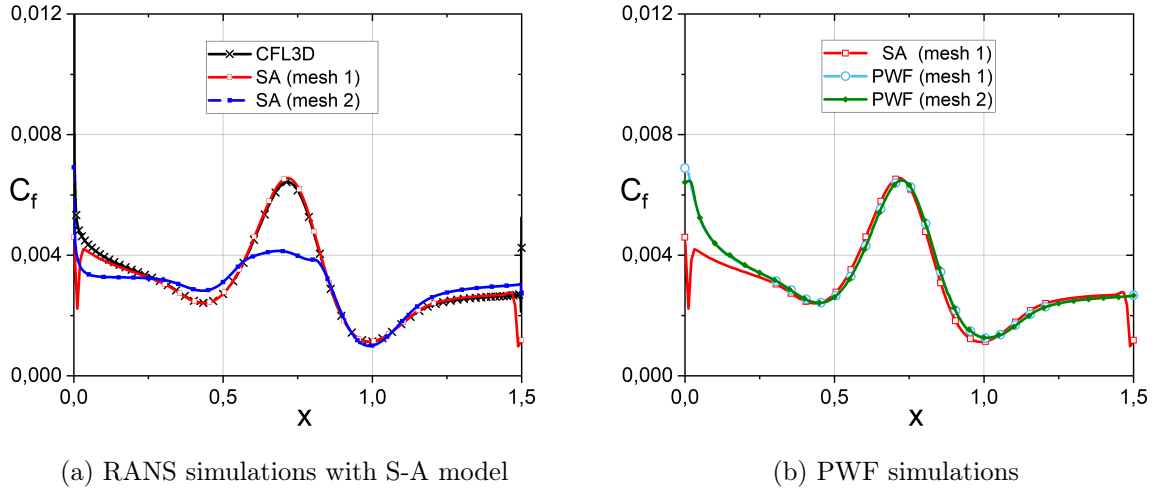 0,012
0,008
0,004
0,000
C_f
CFL3D
SA (mesh 1)
SA (mesh 2)
0,0
0,5
1,0
1,5
X
(a) RANS simulations with S-A model
0,012
0,008
0,004
0,000
C_f
SA (mesh 1)
PWF (mesh 1)
PWF (mesh 2)
0,0
0,5
1,0
1,5
X
(b) PWF simulations